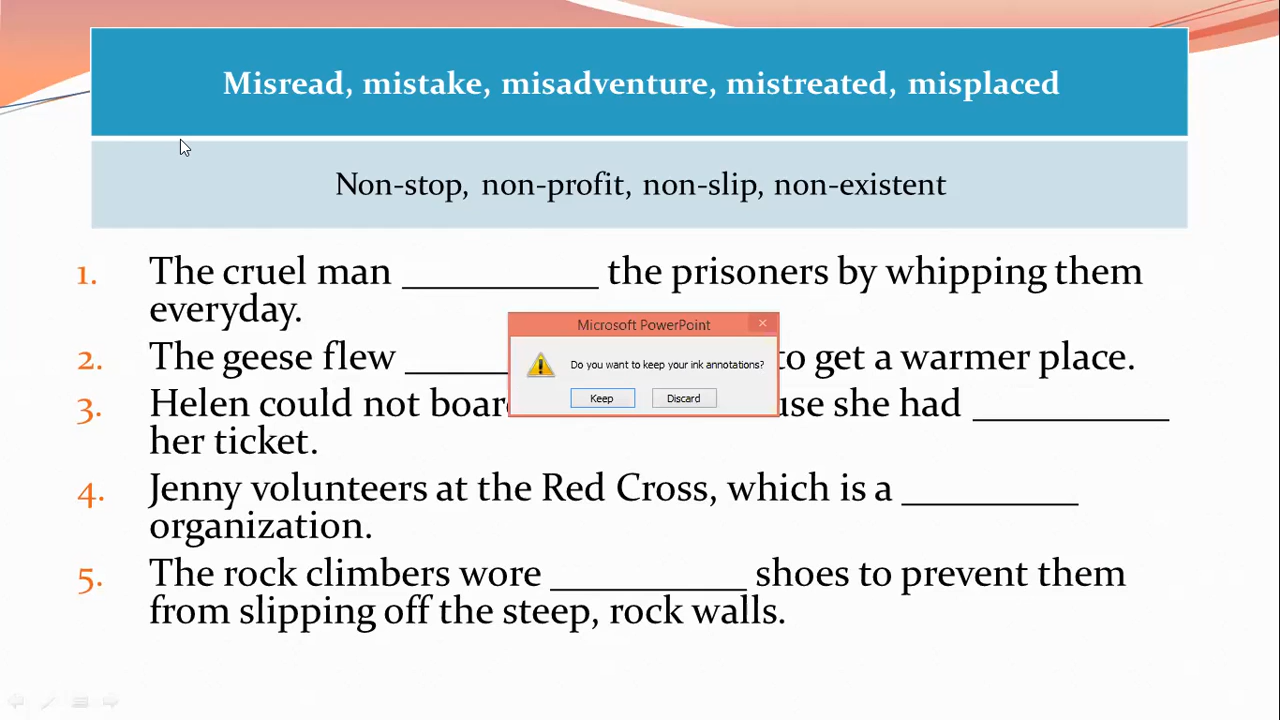 Misread, mistake, misadventure, mistreated, misplaced
Non-stop, non-profit, non-slip, non-existent
1. The cruel man __________ the prisoners by whipping them
everyday.
2. The geese flew _____ to get a warmer place.
Microsoft PowerPoint
Do you want to keep your ink annotations?
Keep Discard
3. Helen could not boar use she had __________
her ticket.
4. Jenny volunteers at the Red Cross, which is a _________
organization.
5. The rock climbers wore __________ shoes to prevent them
from slipping off the steep, rock walls.